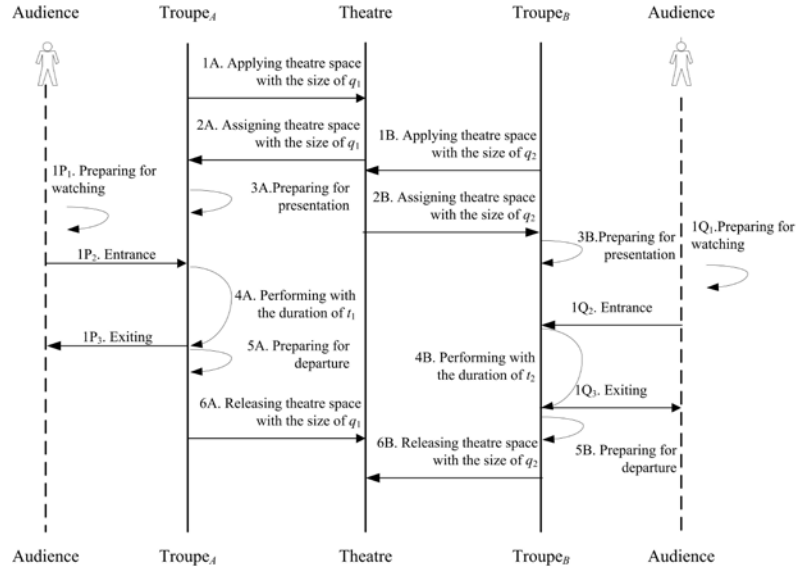 Audience
Troupe_A
Theatre
Troupe_B
Audience
1A. Applying theatre space
with the size of q₁
2A. Assigning theatre space
with the size of q₁
1B. Applying theatre space
with the size of q₂
1P₁. Preparing for
watching
3A.Preparing for
presentation
2B. Assigning theatre space
with the size of q₂
3B.Preparing for
presentation
1Q₁.Preparing for
watching
1P₂. Entrance
4A. Performing with
the duration of t₁
1Q₂. Entrance
1P₃. Exiting
5A. Preparing for
departure
4B. Performing with
the duration of t₂
1Q₃. Exiting
6A. Releasing theatre space
with the size of q₁
6B. Releasing theatre space
with the size of q₂
5B. Preparing for
departure
Audience
Troupe_A
Theatre
Troupe_B
Audience